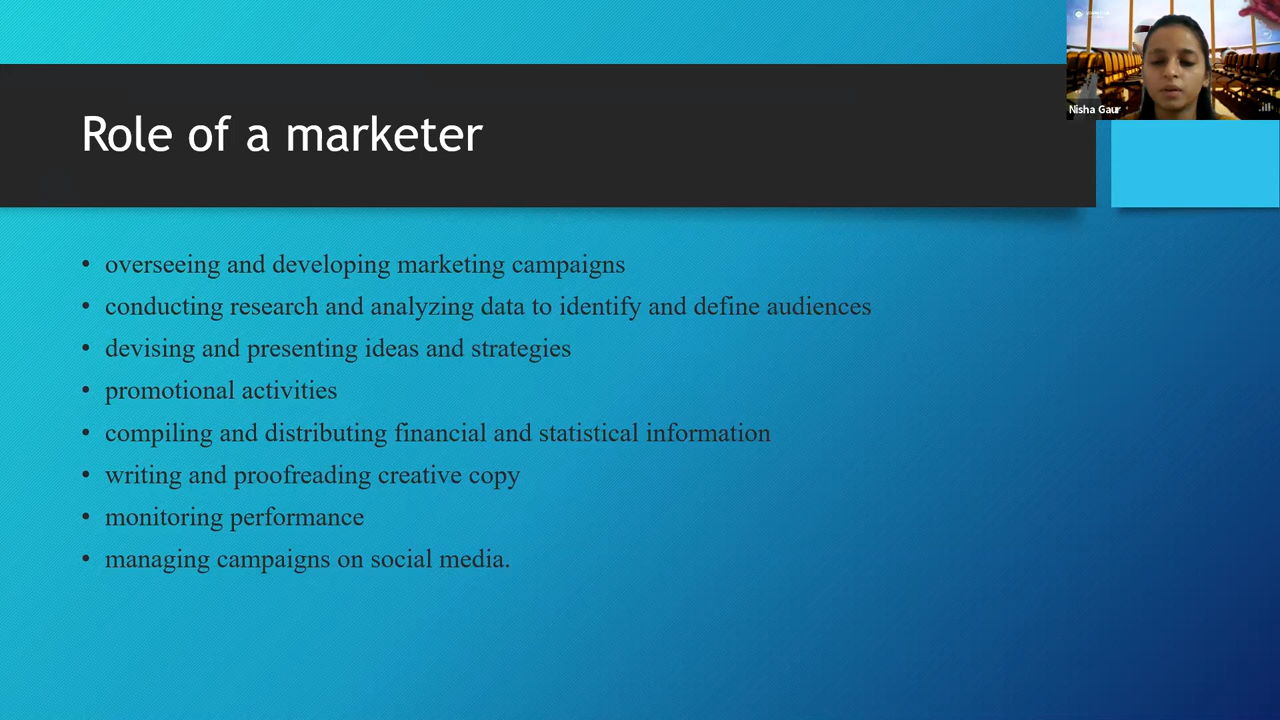 Role of a marketer
Nisha Gaur
• overseeing and developing marketing campaigns
• conducting research and analyzing data to identify and define audiences
• devising and presenting ideas and strategies
• promotional activities
• compiling and distributing financial and statistical information
• writing and proofreading creative copy
• monitoring performance
• managing campaigns on social media.